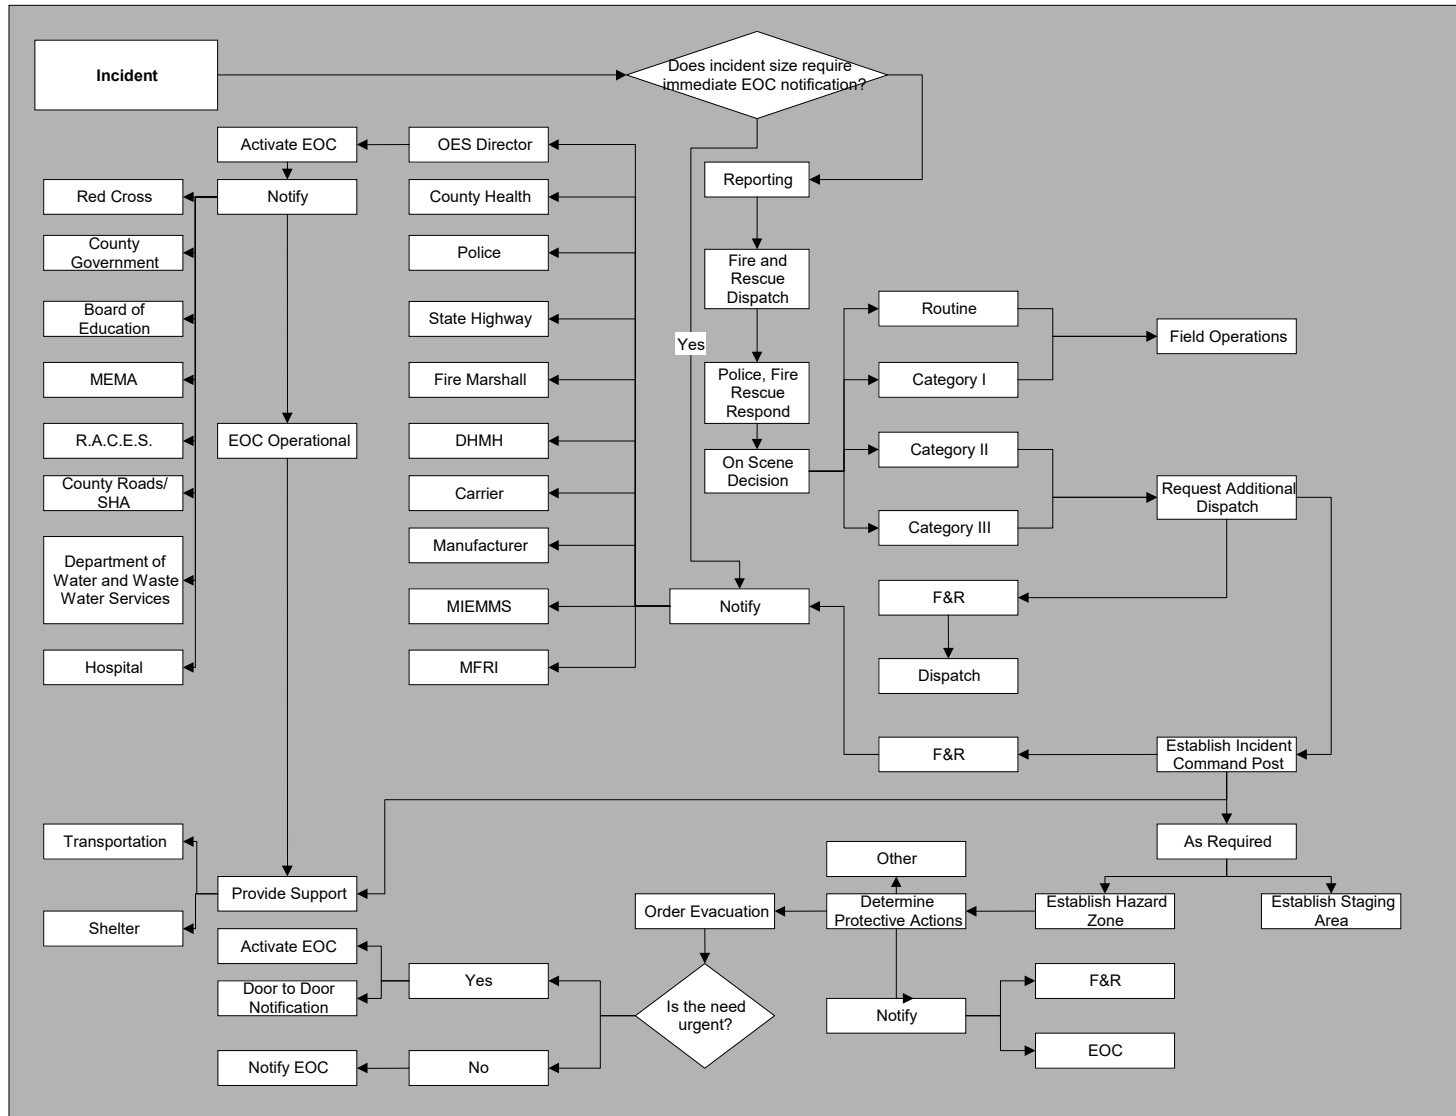 Incident
Does incident size require
immediate EOC notification?
Activate EOC
OES Director
Reporting
Red Cross
Notify
County Health
County
Government
Police
Fire and
Rescue
Dispatch
Board of
Education
State Highway
Routine
Field Operations
Yes
MEMA
Fire Marshall
Police, Fire
Rescue
Respond
Category I
R.A.C.E.S.
EOC Operational
DHMH
On Scene
Decision
Category II
County Roads/
SHA
Carrier
Request Additional
Dispatch
Category III
Department of
Water and Waste
Water Services
Manufacturer
MIEMMS
Notify
F&R
Hospital
MFRI
Dispatch
F&R
Establish Incident
Command Post
Transportation
As Required
Other
Provide Support
Order Evacuation
Determine
Protective Actions
Establish Hazard
Zone
Establish Staging
Area
Shelter
Activate EOC
Yes
F&R
Door to Door
Notification
Is the need
urgent?
Notify
EOC
Notify EOC
No